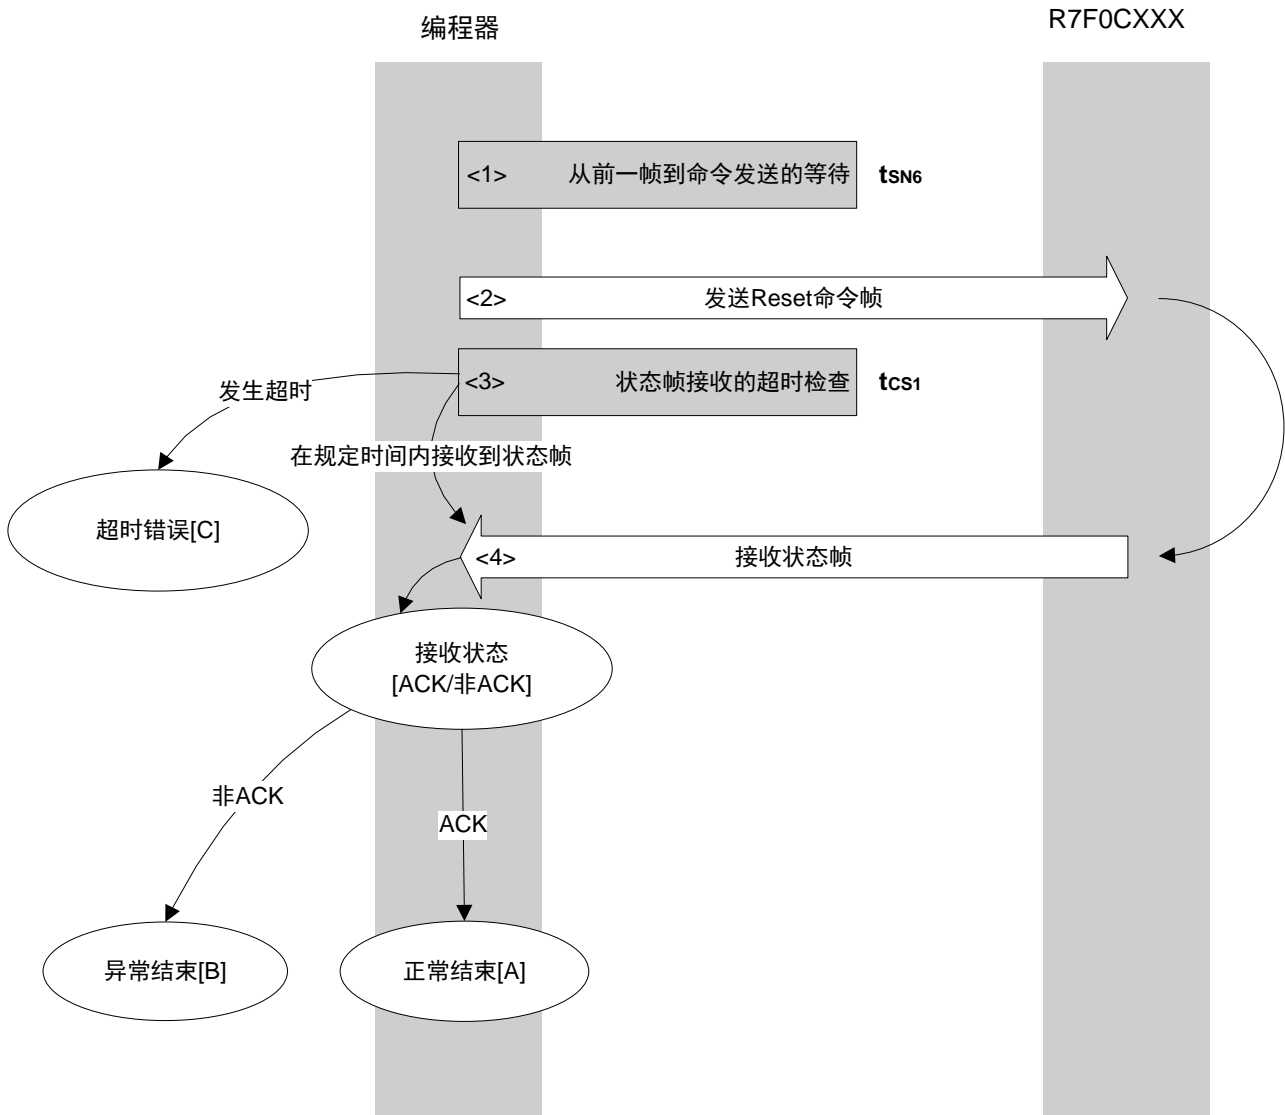 编程器
R7F0CXXX
<1> 从前一帧到命令发送的等待 tSN6
<2> 发送Reset命令帧
<3> 状态帧接收的超时检查 tCS1
发生超时
在规定时间内接收到状态帧
超时错误[C]
<4> 接收状态帧
接收状态
[ACK/非ACK]
非ACK
ACK
异常结束[B]
正常结束[A]